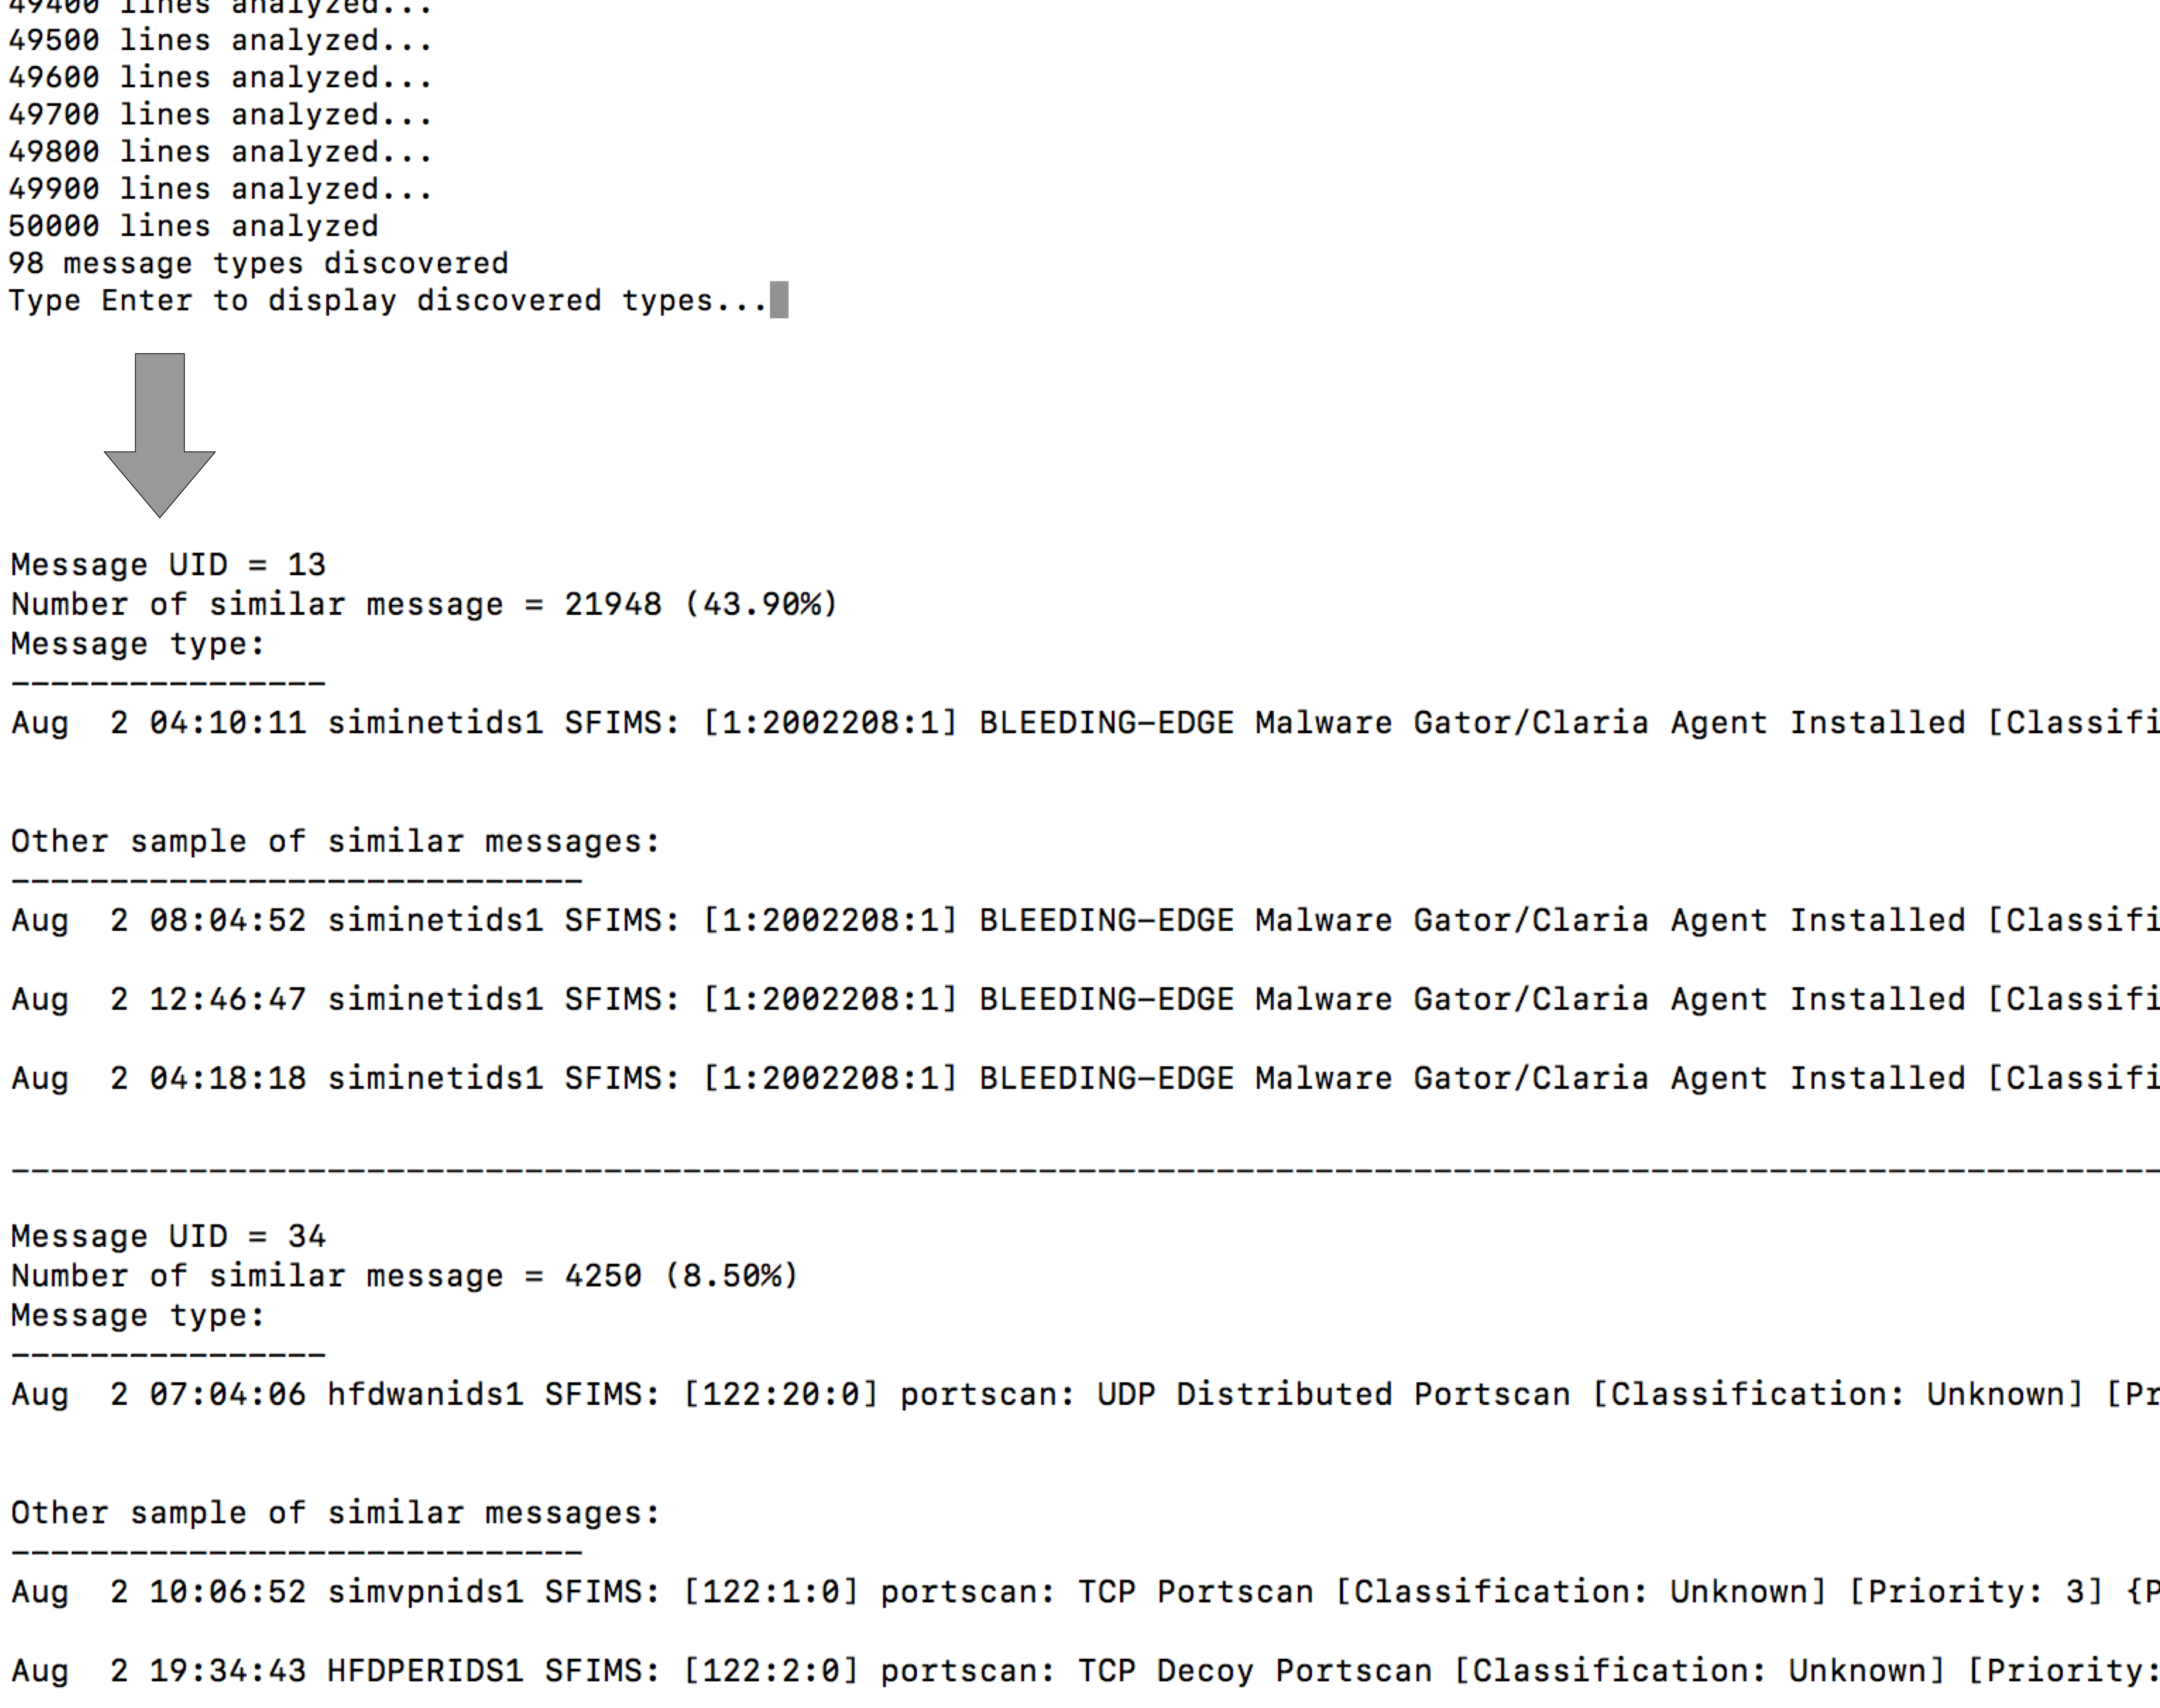 49400 lines analyzed...
49500 lines analyzed...
49600 lines analyzed...
49700 lines analyzed...
49800 lines analyzed...
49900 lines analyzed...
50000 lines analyzed
98 message types discovered
Type Enter to display discovered types...
Message UID = 13
Number of similar message = 21948 (43.90%)
Message type:
----------------
Aug  2 04:10:11 siminetids1 SFIMS: [1:2002208:1] BLEEDING-EDGE Malware Gator/Claria Agent Installed [Classifi
Other sample of similar messages:
-----------------------------
Aug  2 08:04:52 siminetids1 SFIMS: [1:2002208:1] BLEEDING-EDGE Malware Gator/Claria Agent Installed [Classifi
Aug  2 12:46:47 siminetids1 SFIMS: [1:2002208:1] BLEEDING-EDGE Malware Gator/Claria Agent Installed [Classifi
Aug  2 04:18:18 siminetids1 SFIMS: [1:2002208:1] BLEEDING-EDGE Malware Gator/Claria Agent Installed [Classifi
-------------------------------------------------------------------------------------------------------------
Message UID = 34
Number of similar message = 4250 (8.50%)
Message type:
----------------
Aug  2 07:04:06 hfdwanids1 SFIMS: [122:20:0] portscan: UDP Distributed Portscan [Classification: Unknown] [Pr
Other sample of similar messages:
-----------------------------
Aug  2 10:06:52 simvpnids1 SFIMS: [122:1:0] portscan: TCP Portscan [Classification: Unknown] [Priority: 3] {P
Aug  2 19:34:43 HFDPERIDS1 SFIMS: [122:2:0] portscan: TCP Decoy Portscan [Classification: Unknown] [Priority: